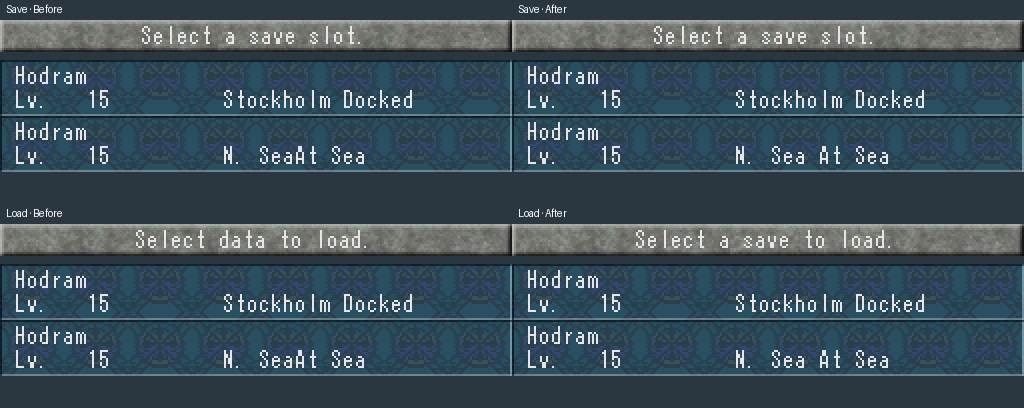 Save·Before
Select a save slot.
Hodram
Lv. 15 Stockholm Docked
Hodram
Lv. 15 N. SeaAt Sea
Save·After
Select a save slot.
Hodram
Lv. 15 Stockholm Docked
Hodram
Lv. 15 N. Sea At Sea
Load·Before
Select data to load.
Hodram
Lv. 15 Stockholm Docked
Hodram
Lv. 15 N. SeaAt Sea
Load·After
Select a save to load.
Hodram
Lv. 15 Stockholm Docked
Hodram
Lv. 15 N. Sea At Sea